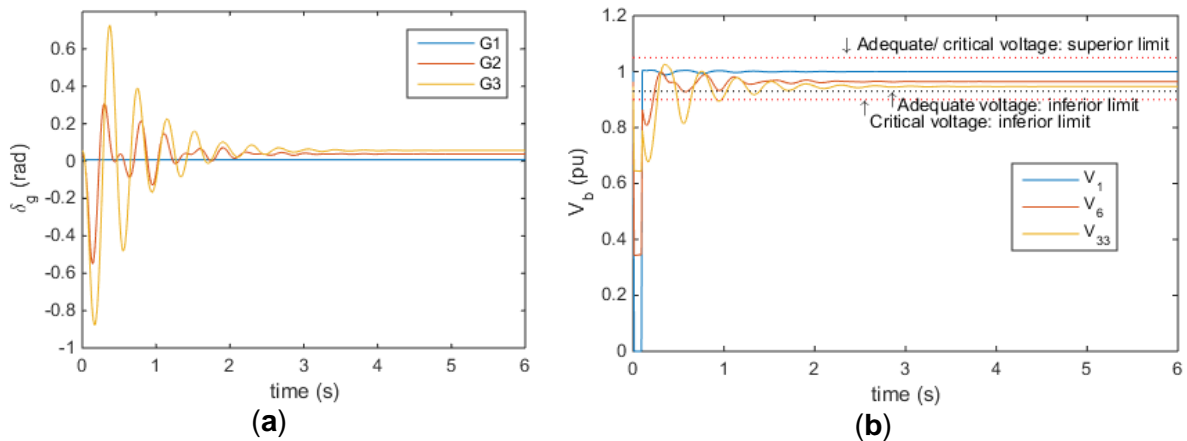 G1
G2
G3
0.6
0.4
0.2
0
-0.2
-0.4
-0.6
-0.8
-1
δg (rad)
0 1 2 3 4 5 6
time (s)
(a)
↓ Adequate/ critical voltage: superior limit
↑ Adequate voltage: inferior limit
↑ Critical voltage: inferior limit
V1
V6
V33
1.2
1
0.8
0.6
0.4
0.2
0
Vb (pu)
0 1 2 3 4 5 6
time (s)
(b)